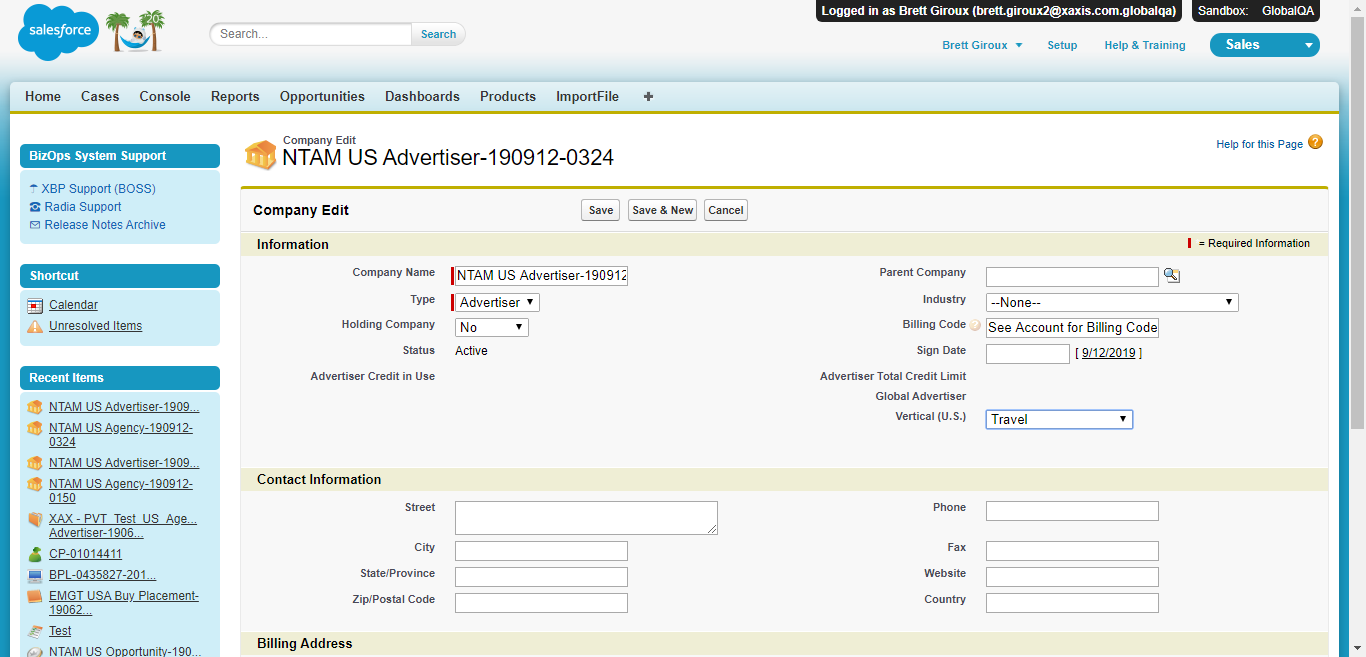 Logged in as Brett Giroux (brett.giroux2@xaxis.com.globalqa)
Sandbox: GlobalQA
salesforce
20
Search...
Search
Brett Giroux
Setup
Help & Training
Sales
Home
Cases
Console
Reports
Opportunities
Dashboards
Products
ImportFile
+
BizOps System Support
XBP Support (BOSS)
Radia Support
Release Notes Archive
Shortcut
Calendar
Unresolved Items
Recent Items
NTAM US Advertiser-1909...
NTAM US Agency-190912-
0324
NTAM US Advertiser-1909...
NTAM US Agency-190912-
0150
XAX - PVT_Test_US_Age...
Advertiser-1906...
CP-01014411
BPL-0435827-201...
EMGT USA Buy Placement-
19062...
Test
NTAM US Opportunity-190...
Company Edit
NTAM US Advertiser-190912-0324
Help for this Page ?
Company Edit
Save
Save & New
Cancel
Information
= Required Information
Company Name
NTAM US Advertiser-190912
Parent Company
Type
Advertiser
Industry
--None--
Holding Company
No
Billing Code
?
See Account for Billing Code
Status
Active
Sign Date
[ 9/12/2019 ]
Advertiser Credit in Use
Advertiser Total Credit Limit
Global Advertiser
Vertical (U.S.)
Travel
Contact Information
Street
Phone
City
Fax
State/Province
Website
Zip/Postal Code
Country
Billing Address